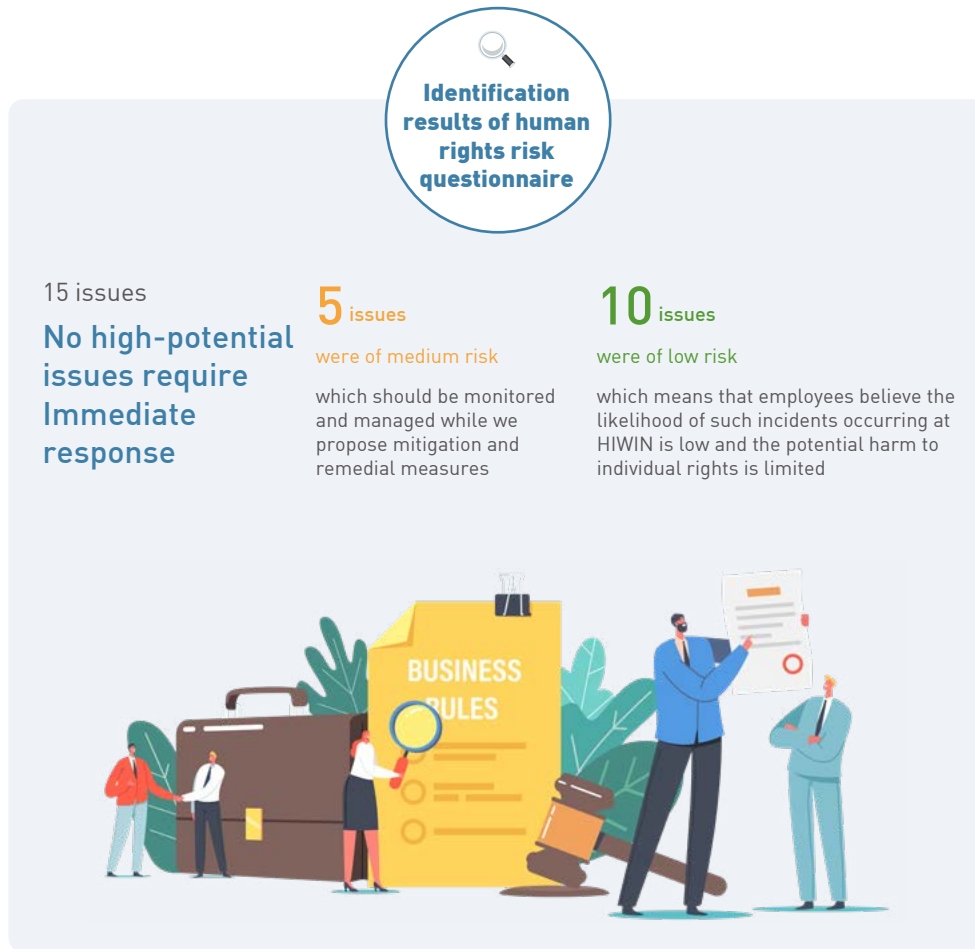 Identification
results of human
rights risk
questionnaire
15 issues
No high-potential
issues require
Immediate
response
5 issues
were of medium risk
which should be monitored
and managed while we
propose mitigation and
remedial measures
10 issues
were of low risk
which means that employees believe the
likelihood of such incidents occurring at
HIWIN is low and the potential harm to
individual rights is limited
BUSINESS
RULES